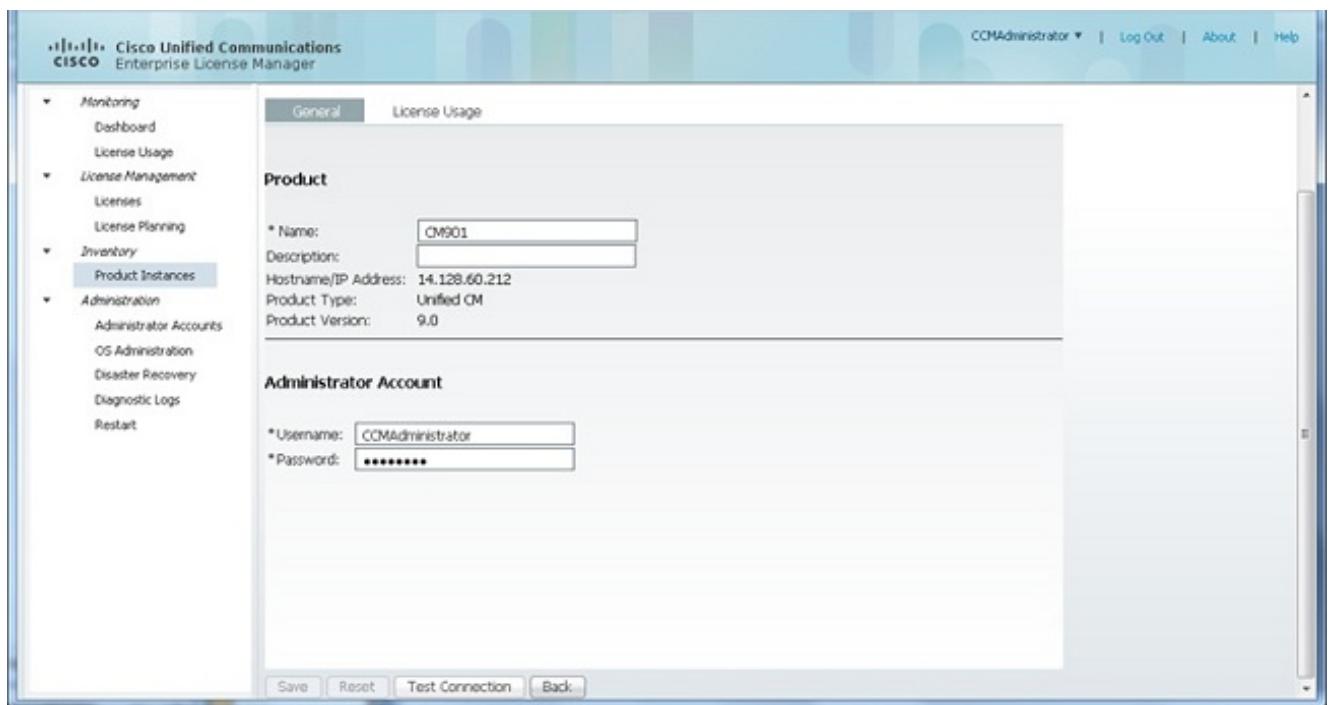 CISCO
Cisco Unified Communications
Enterprise License Manager
CCMAdministrator | Log Out | About | Help
Monitoring
Dashboard
License Usage
License Management
Licenses
License Planning
Inventory
Product Instances
Administration
Administrator Accounts
OS Administration
Disaster Recovery
Diagnostic Logs
Restart
General License Usage
Product
* Name: CM901
Description:
Hostname/IP Address: 14.128.60.212
Product Type: Unified CM
Product Version: 9.0
Administrator Account
*Username: CCMAdministrator
*Password: ••••••••
Save Reset Test Connection Back